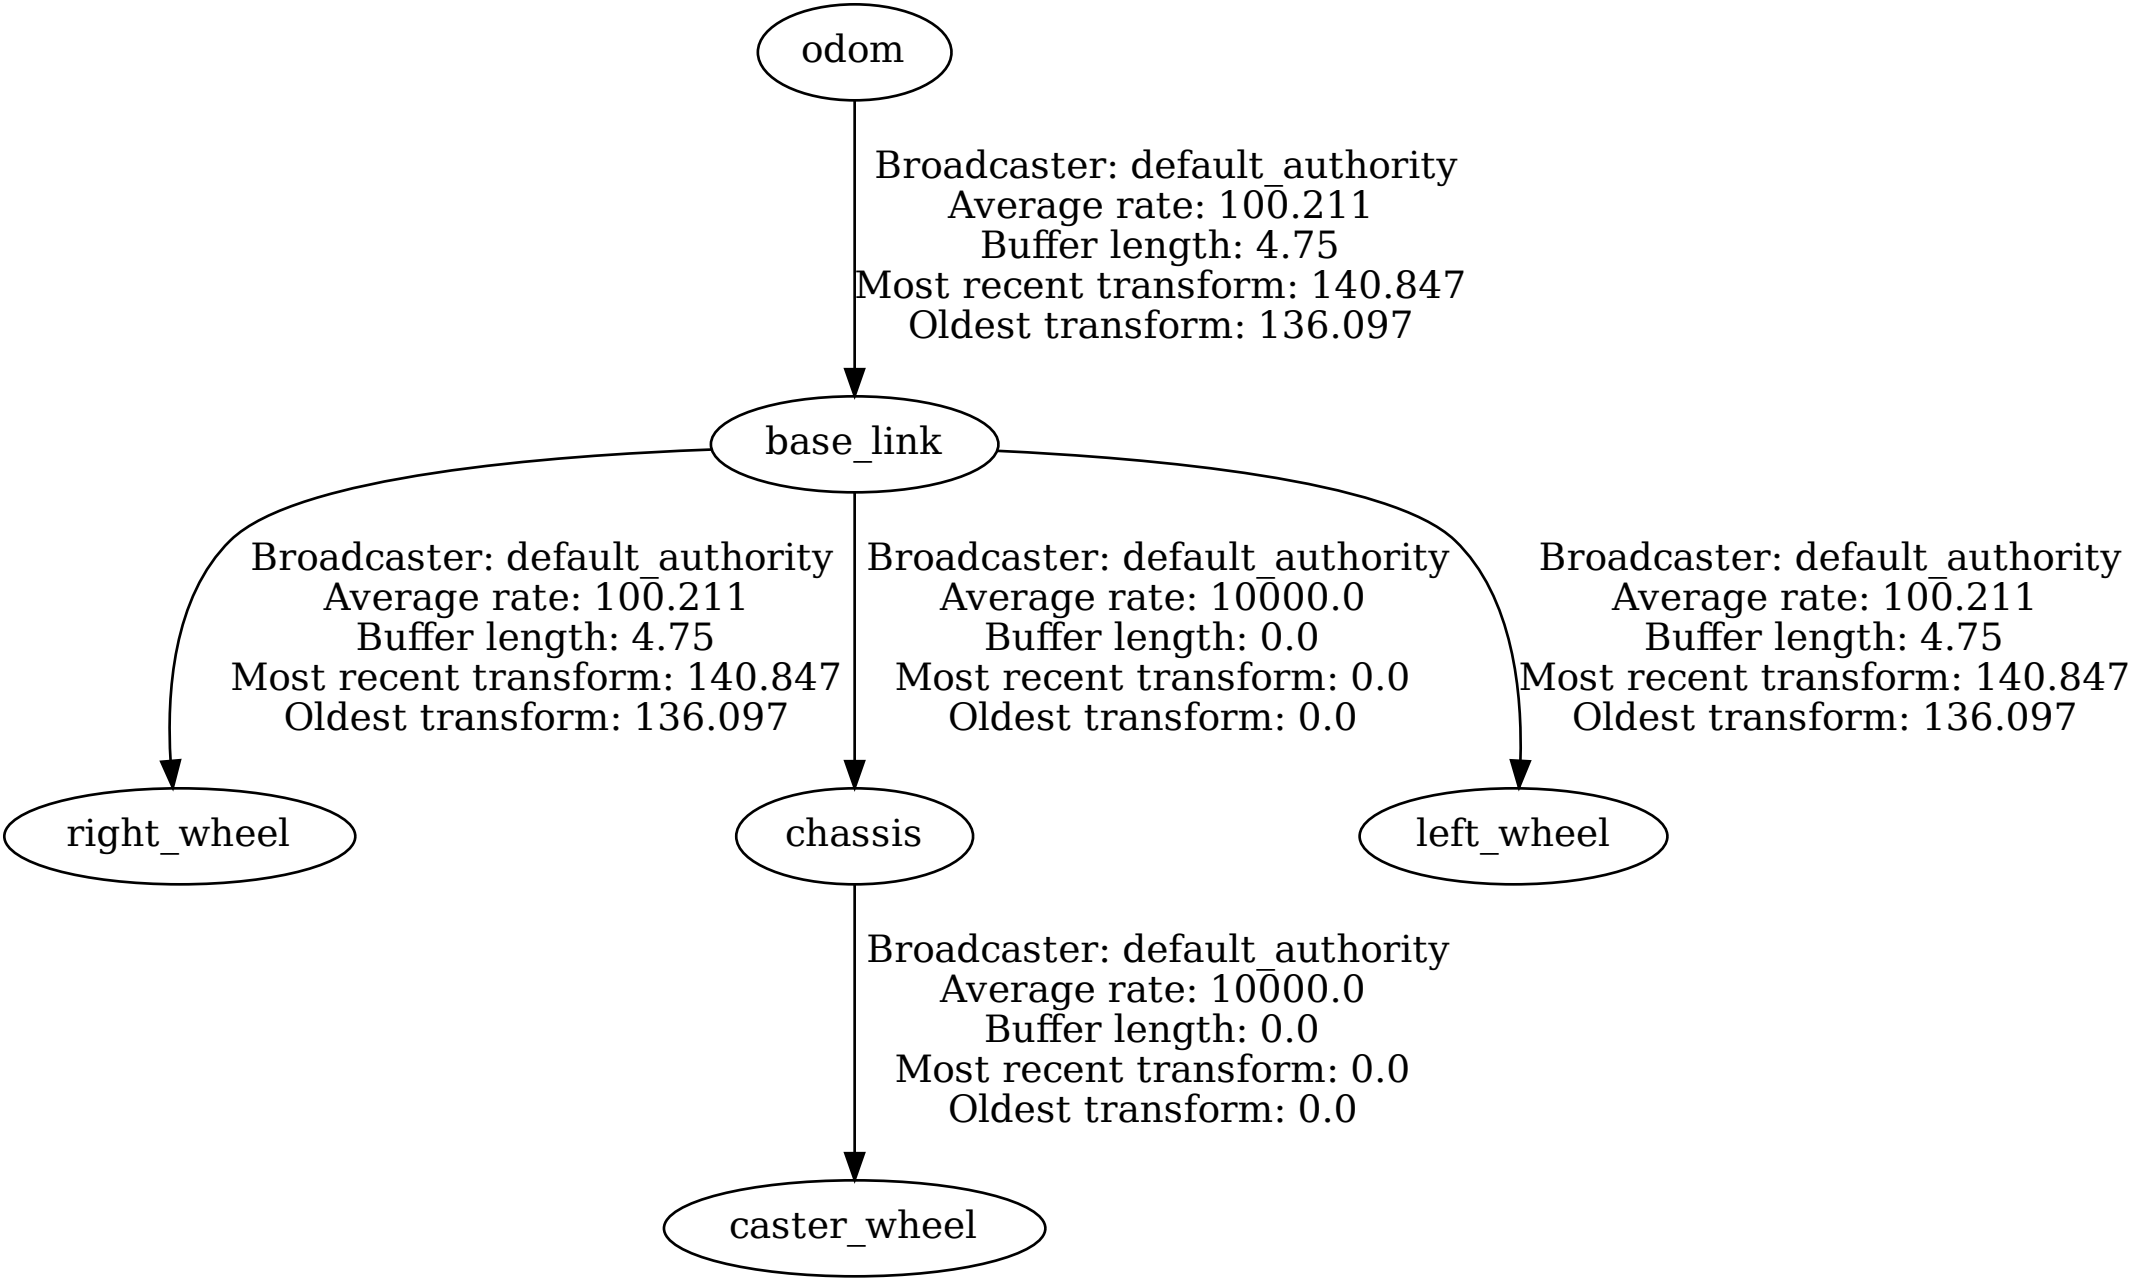 odom
Broadcaster: default_authority
Average rate: 100.211
Buffer length: 4.75
Most recent transform: 140.847
Oldest transform: 136.097
base_link
Broadcaster: default_authority
Average rate: 100.211
Buffer length: 4.75
Most recent transform: 140.847
Oldest transform: 136.097
Broadcaster: default_authority
Average rate: 10000.0
Buffer length: 0.0
Most recent transform: 0.0
Oldest transform: 0.0
Broadcaster: default_authority
Average rate: 100.211
Buffer length: 4.75
Most recent transform: 140.847
Oldest transform: 136.097
right_wheel
chassis
left_wheel
Broadcaster: default_authority
Average rate: 10000.0
Buffer length: 0.0
Most recent transform: 0.0
Oldest transform: 0.0
caster_wheel